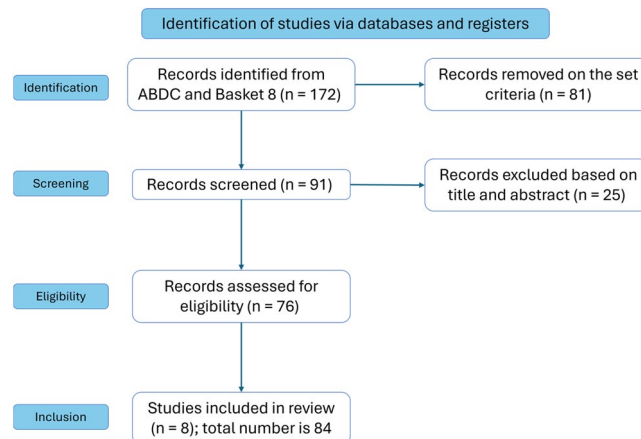 Identification of studies via databases and registers
Identification
Records identified from
ABDC and Basket 8 (n = 172)
Records removed on the set
criteria (n = 81)
Screening
Records screened (n = 91)
Records excluded based on
title and abstract (n = 25)
Eligibility
Records assessed for
eligibility (n = 76)
Inclusion
Studies included in review
(n = 8); total number is 84